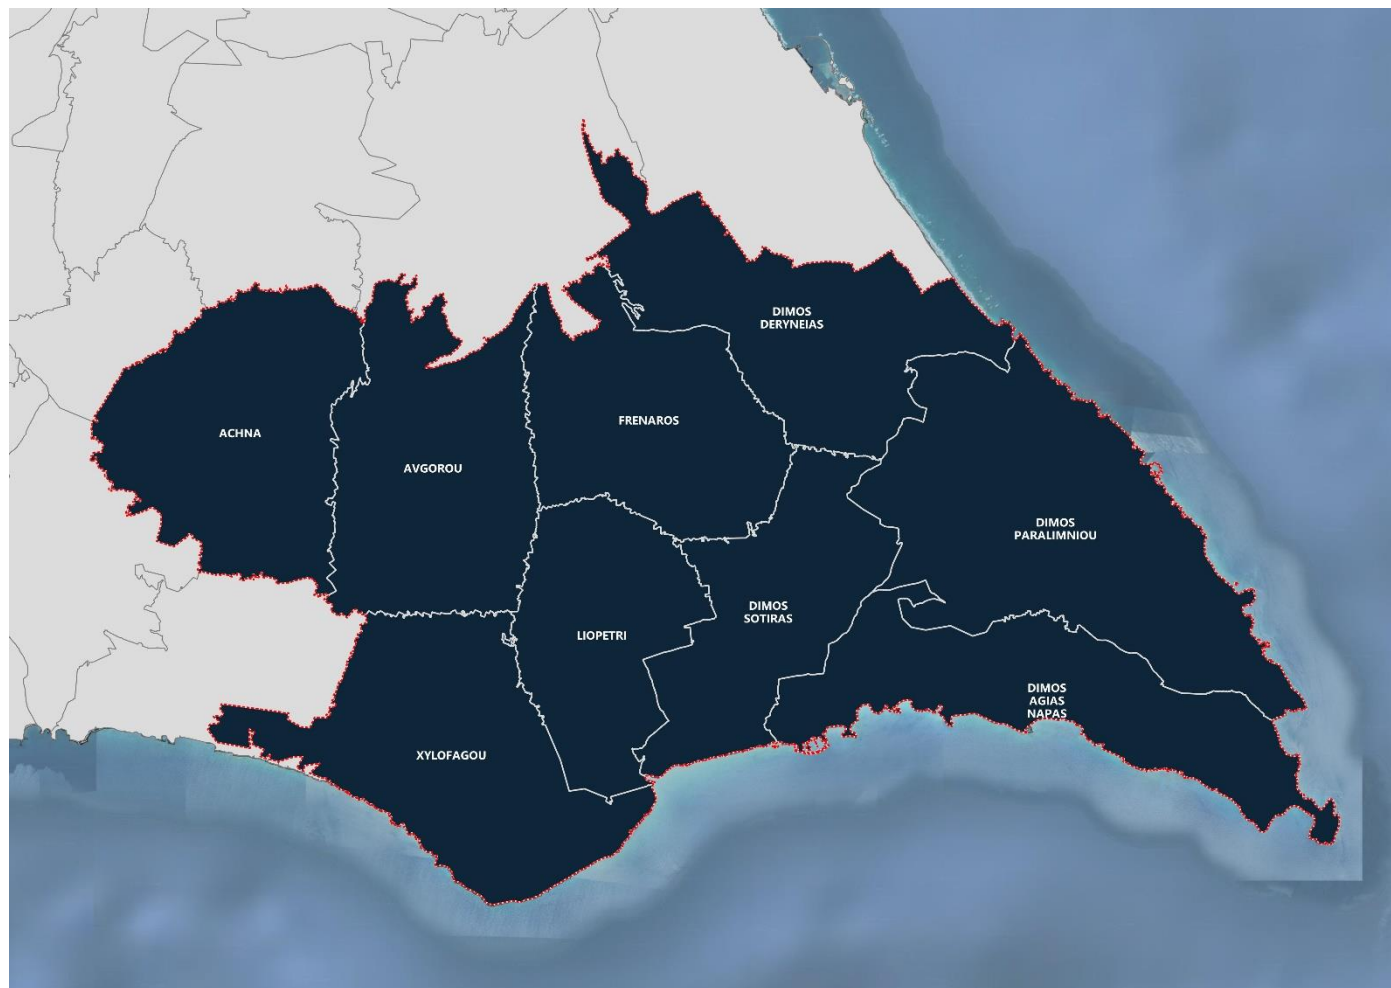 DIMOS
DERYNEIAS
FRENAROS
ACHNA
AVGOROU
DIMOS
PARALIMNIOU
DIMOS
SOTIRAS
LIOPETRI
DIMOS
AGIAS
NAPAS
XYLOFAGOU